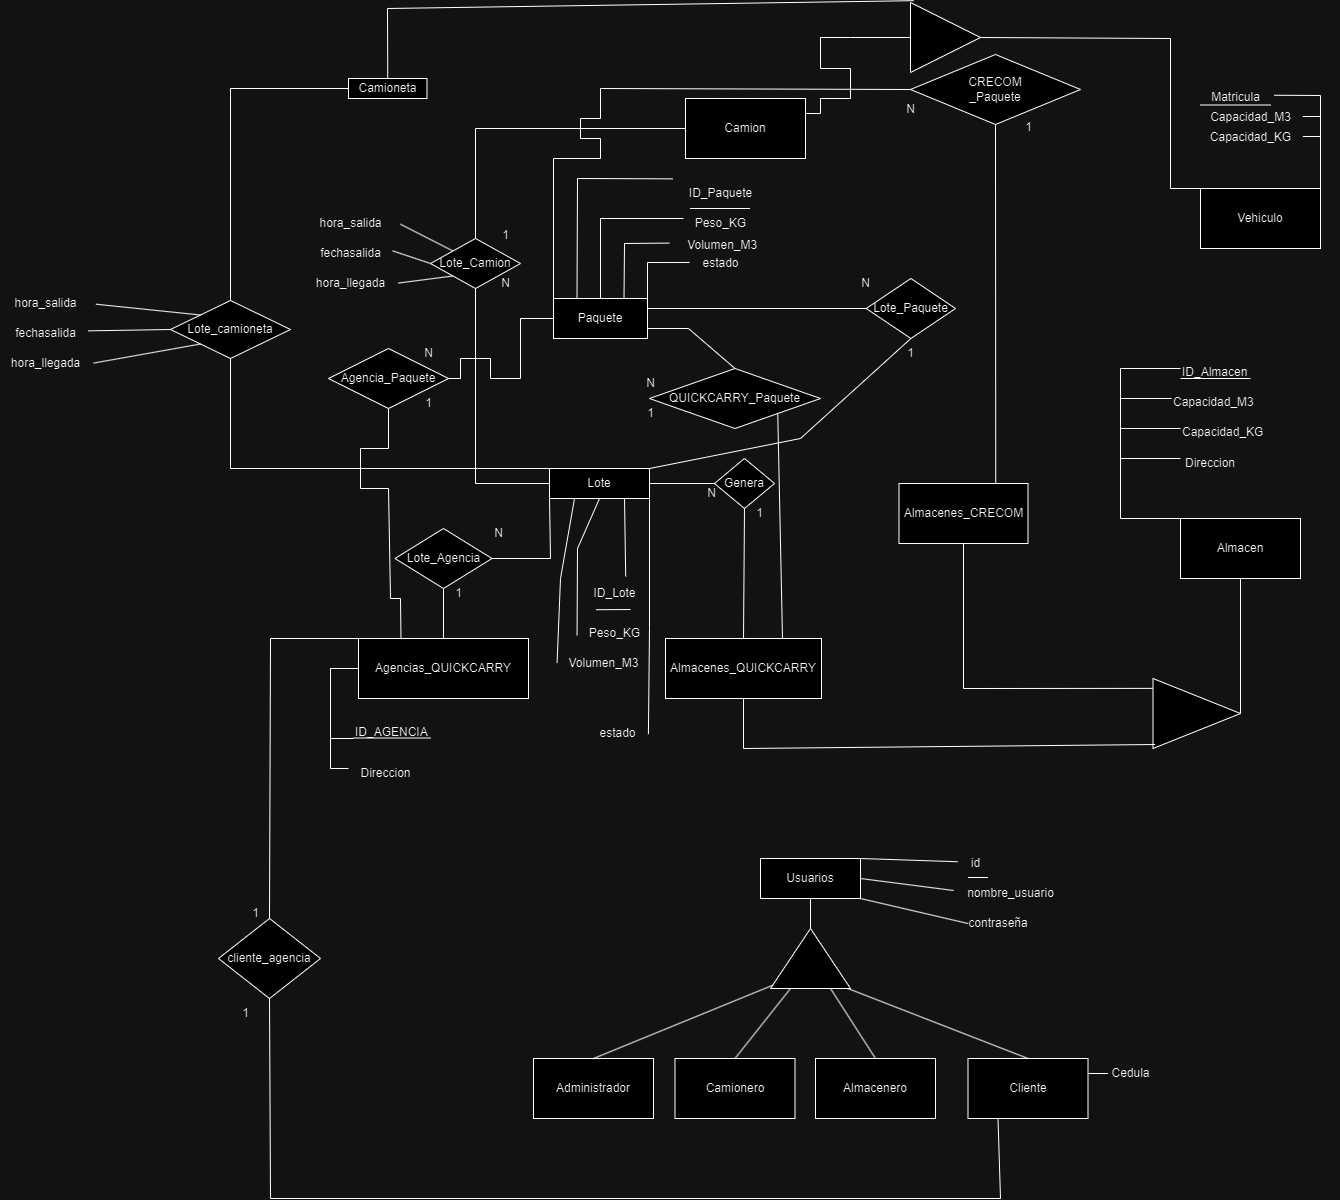 Camioneta
CRECOM
_Paquete
N
1
Camion
Matricula
Capacidad_M3
Capacidad_KG
Vehiculo
ID_Paquete
Peso_KG
Volumen_M3
estado
hora_salida
fechasalida
hora_llegada
1
Lote_Camion
N
hora_salida
fechasalida
hora_llegada
Lote_camioneta
Paquete
N
Lote_Paquete
1
N
Agencia_Paquete
1
N
1
QUICKCARRY_Paquete
ID_Almacen
Capacidad_M3
Capacidad_KG
Direccion
Lote
N
Genera
1
Almacenes_CRECOM
Almacen
N
Lote_Agencia
1
ID_Lote
Peso_KG
Volumen_M3
estado
Agencias_QUICKCARRY
Almacenes_QUICKCARRY
ID_AGENCIA
Direccion
Usuarios
id
nombre_usuario
contraseña
1
cliente_agencia
1
Administrador
Camionero
Almacenero
Cliente
Cedula